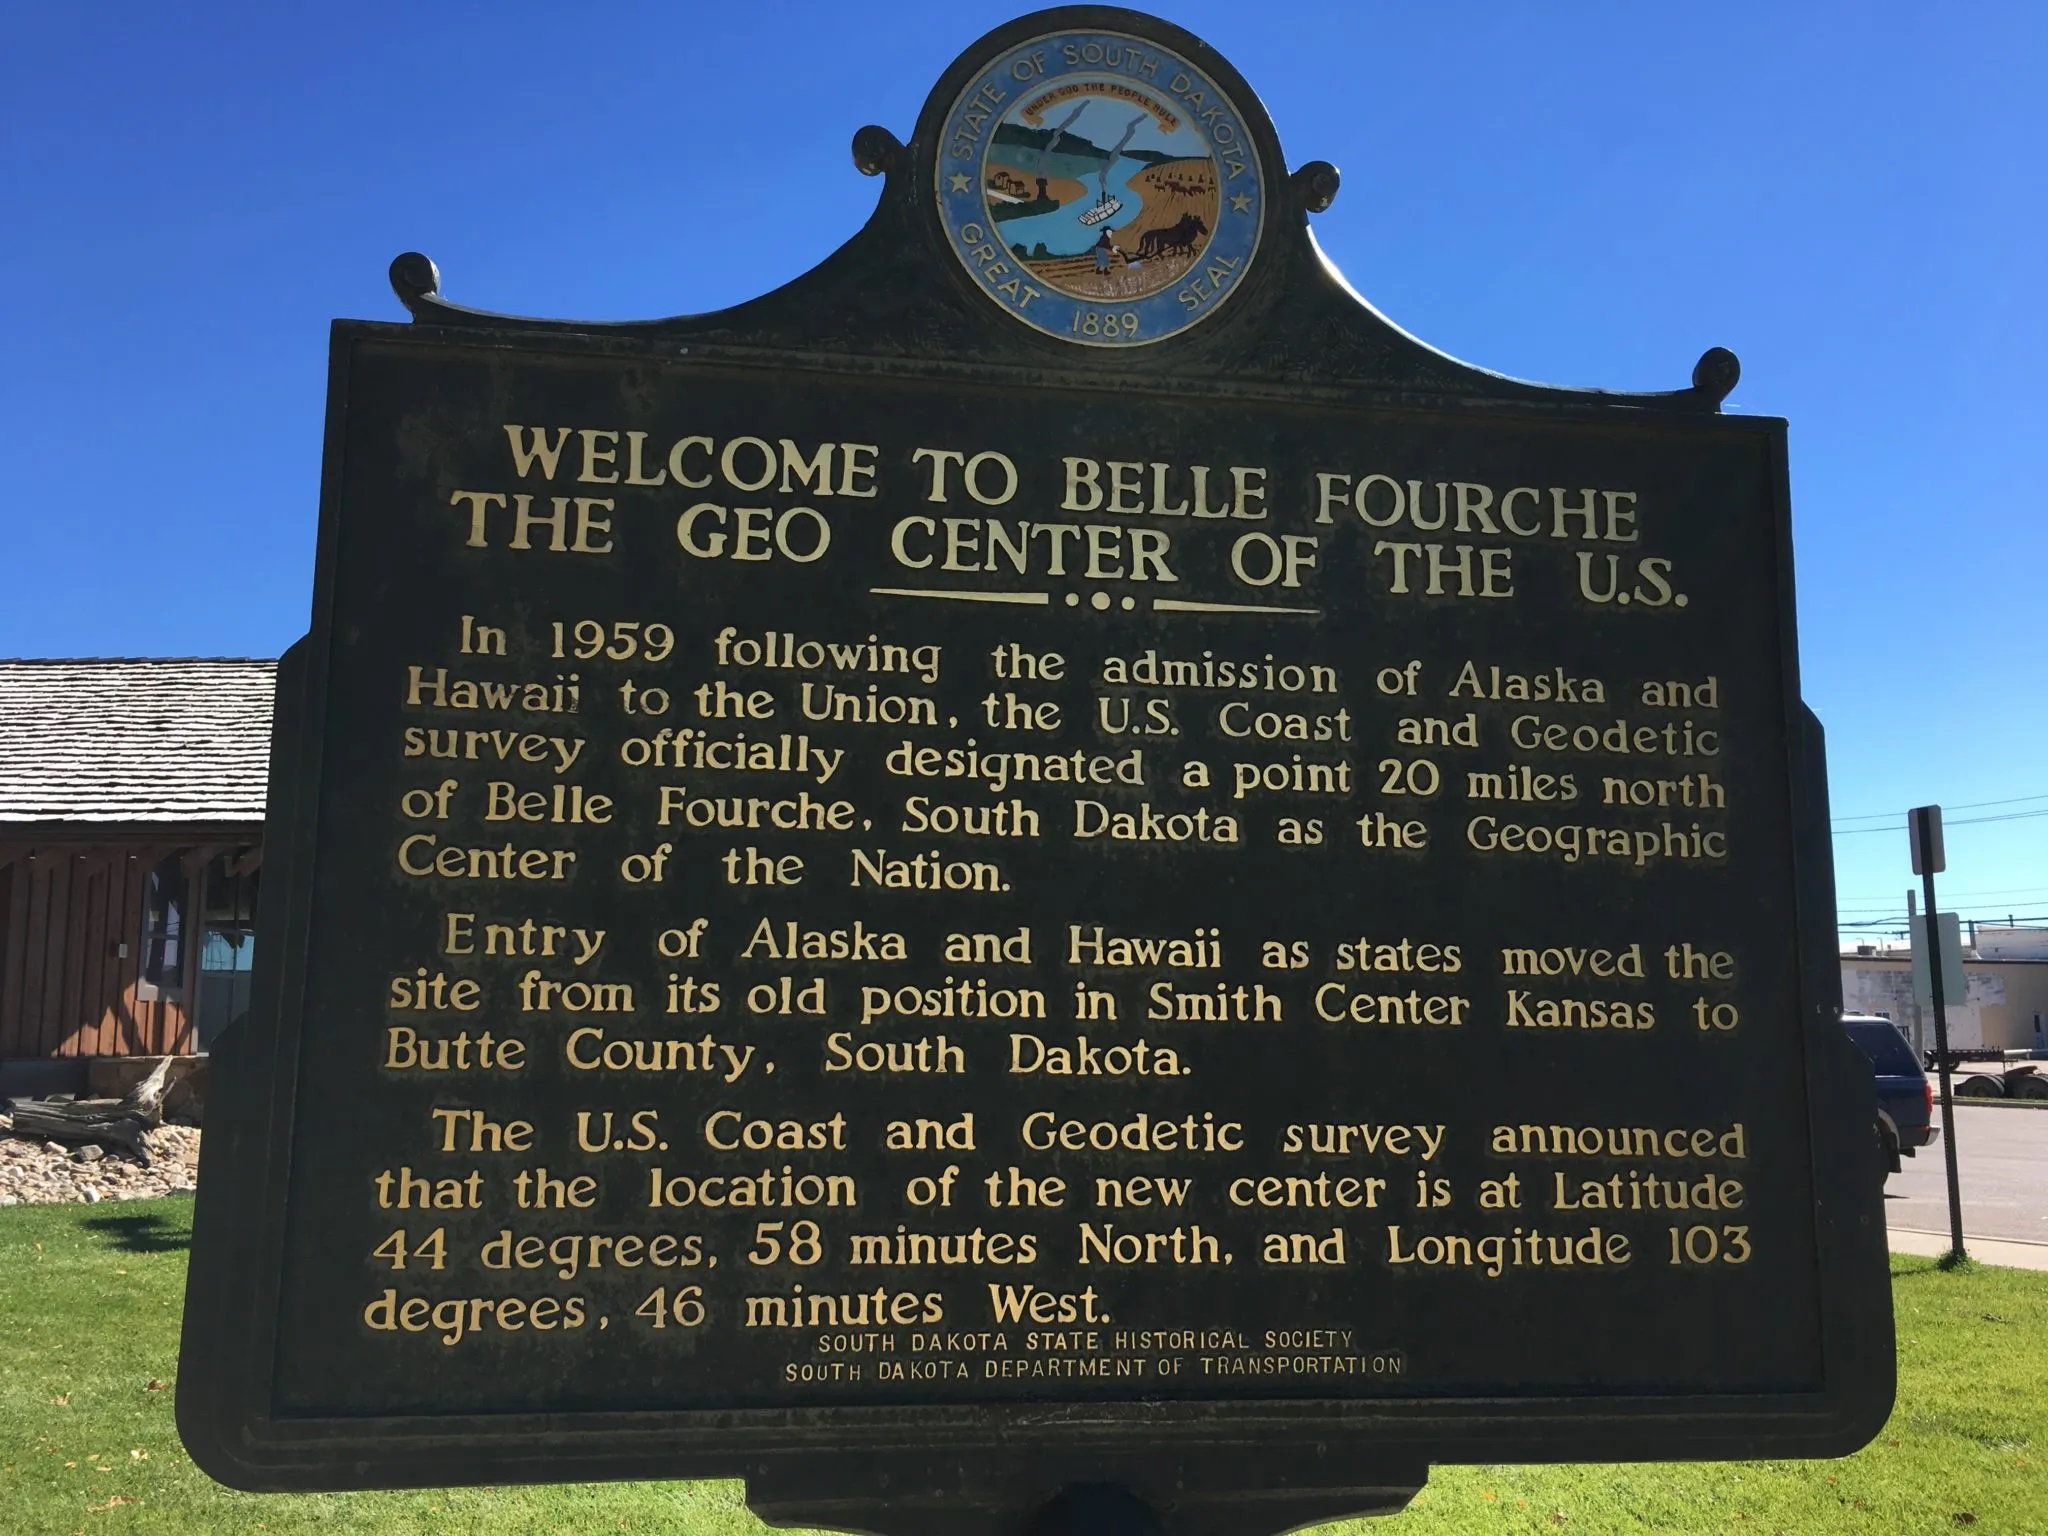 STATE OF SOUTH DAKOTA
UNDER GOD THE PEOPLE RULE
GREAT SEAL
1889
WELCOME TO BELLE FOURCHE
THE GEO CENTER OF THE U.S.
In 1959 following the admission of Alaska and
Hawaii to the Union, the U.S. Coast and Geodetic
survey officially designated a point 20 miles north
of Belle Fourche, South Dakota as the Geographic
Center of the Nation.
Entry of Alaska and Hawaii as states moved the
site from its old position in Smith Center Kansas to
Butte County, South Dakota.
The U.S. Coast and Geodetic survey announced
that the location of the new center is at Latitude
44 degrees, 58 minutes North, and Longitude 103
degrees, 46 minutes West.
SOUTH DAKOTA STATE HISTORICAL SOCIETY
SOUTH DAKOTA DEPARTMENT OF TRANSPORTATION